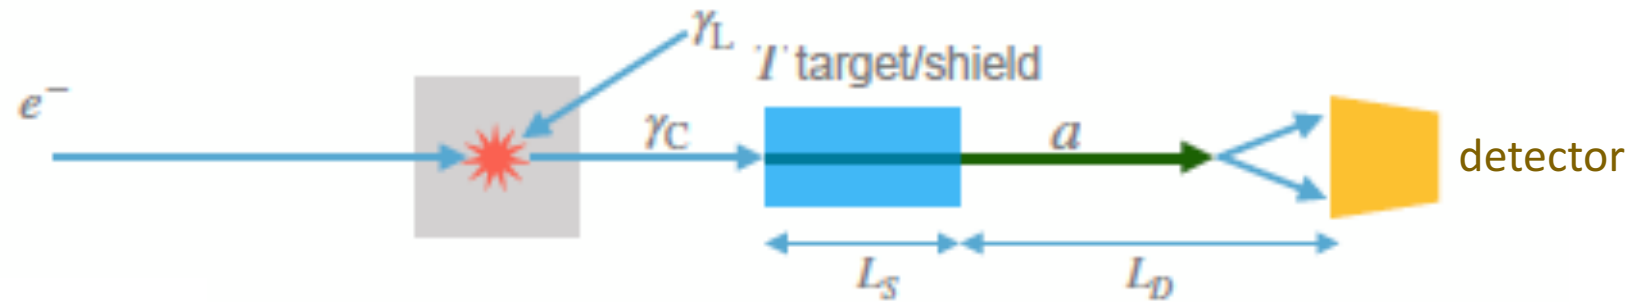 e⁻
γL
T target/shield
γC
a
detector
LS
LD